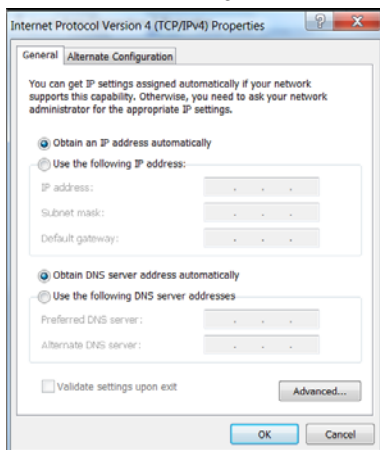 Internet Protocol Version 4 (TCP/IPv4) Properties
General
Alternate Configuration
You can get IP settings assigned automatically if your network
supports this capability. Otherwise, you need to ask your network
administrator for the appropriate IP settings.
Obtain an IP address automatically
Use the following IP address:
IP address:
Subnet mask:
Default gateway:
Obtain DNS server address automatically
Use the following DNS server addresses
Preferred DNS server:
Alternate DNS server:
Validate settings upon exit
Advanced...
OK
Cancel